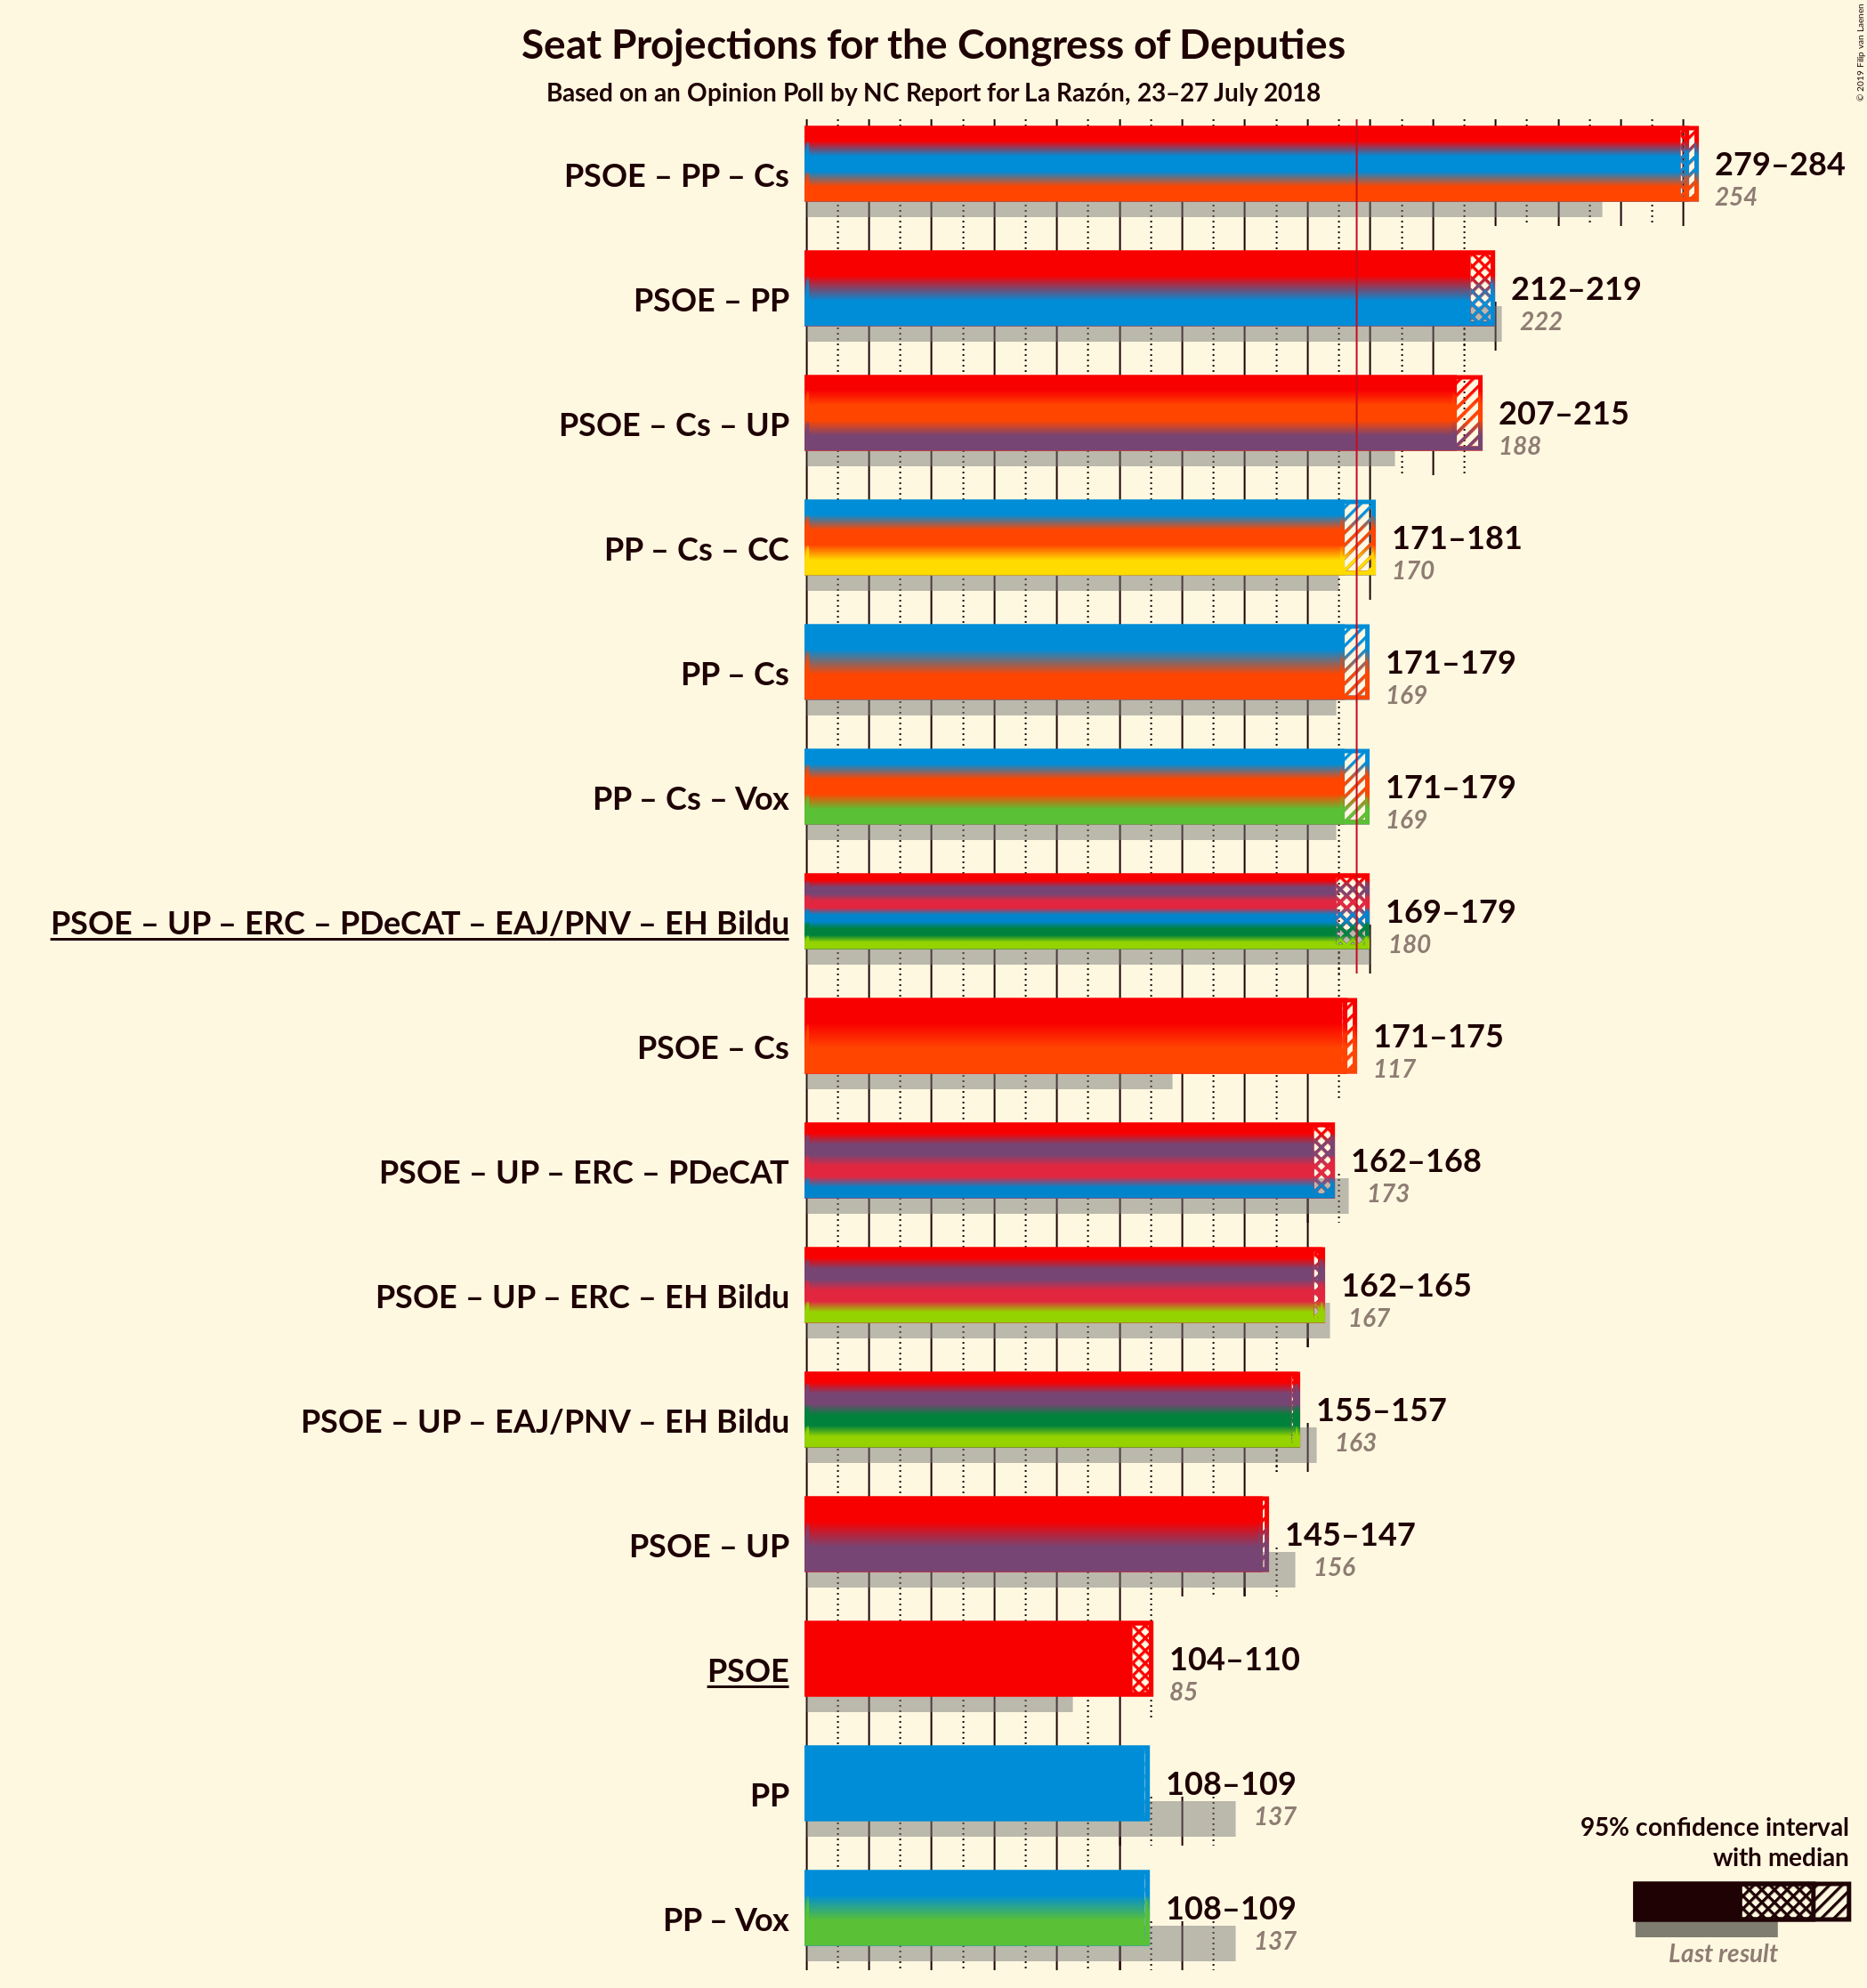 Seat Projections for the Congress of Deputies
Based on an Opinion Poll by NC Report for La Razón, 23–27 July 2018
© 2019 Filip van Laenen
PSOE – PP – Cs
279–284
254
PSOE – PP
212–219
222
PSOE – Cs – UP
207–215
188
PP – Cs – CC
171–181
170
PP – Cs
171–179
169
PP – Cs – Vox
171–179
169
PSOE – UP – ERC – PDeCAT – EAJ/PNV – EH Bildu
169–179
180
PSOE – Cs
171–175
117
PSOE – UP – ERC – PDeCAT
162–168
173
PSOE – UP – ERC – EH Bildu
162–165
167
PSOE – UP – EAJ/PNV – EH Bildu
155–157
163
PSOE – UP
145–147
156
PSOE
104–110
85
PP
108–109
137
PP – Vox
108–109
137
95% confidence interval
with median
Last result